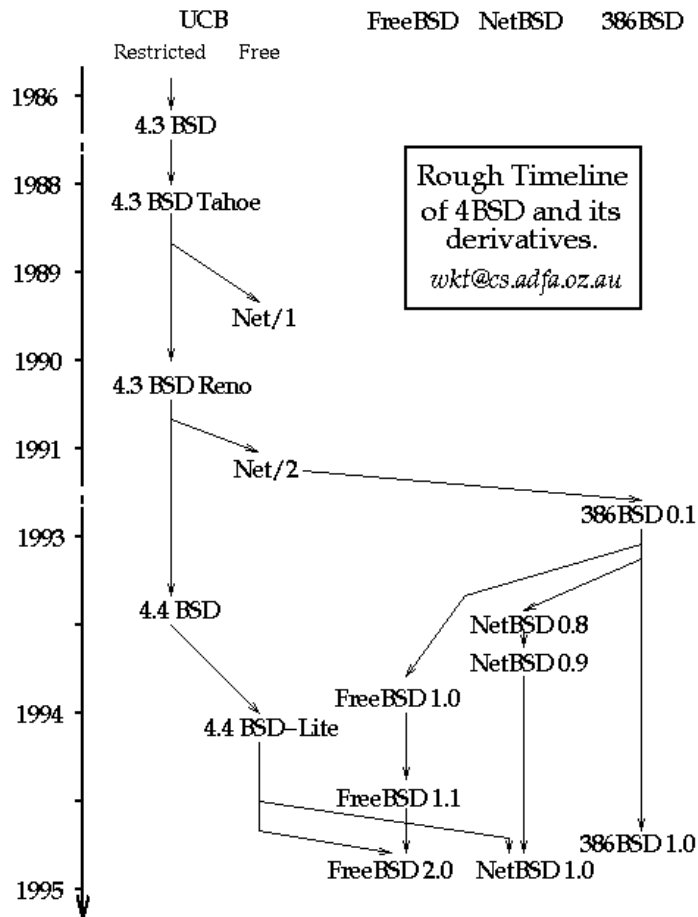 UCB FreeBSD NetBSD 386BSD
Restricted Free
1986
4.3 BSD
Rough Timeline
of 4BSD and its
derivatives.
wkt@cs.adfa.oz.au
1988
4.3 BSD Tahoe
1989
Net/1
1990
4.3 BSD Reno
1991
Net/2
386BSD 0.1
1993
4.4 BSD
NetBSD 0.8
NetBSD 0.9
FreeBSD 1.0
1994
4.4 BSD-Lite
FreeBSD 1.1
386BSD 1.0
FreeBSD 2.0 NetBSD 1.0
1995